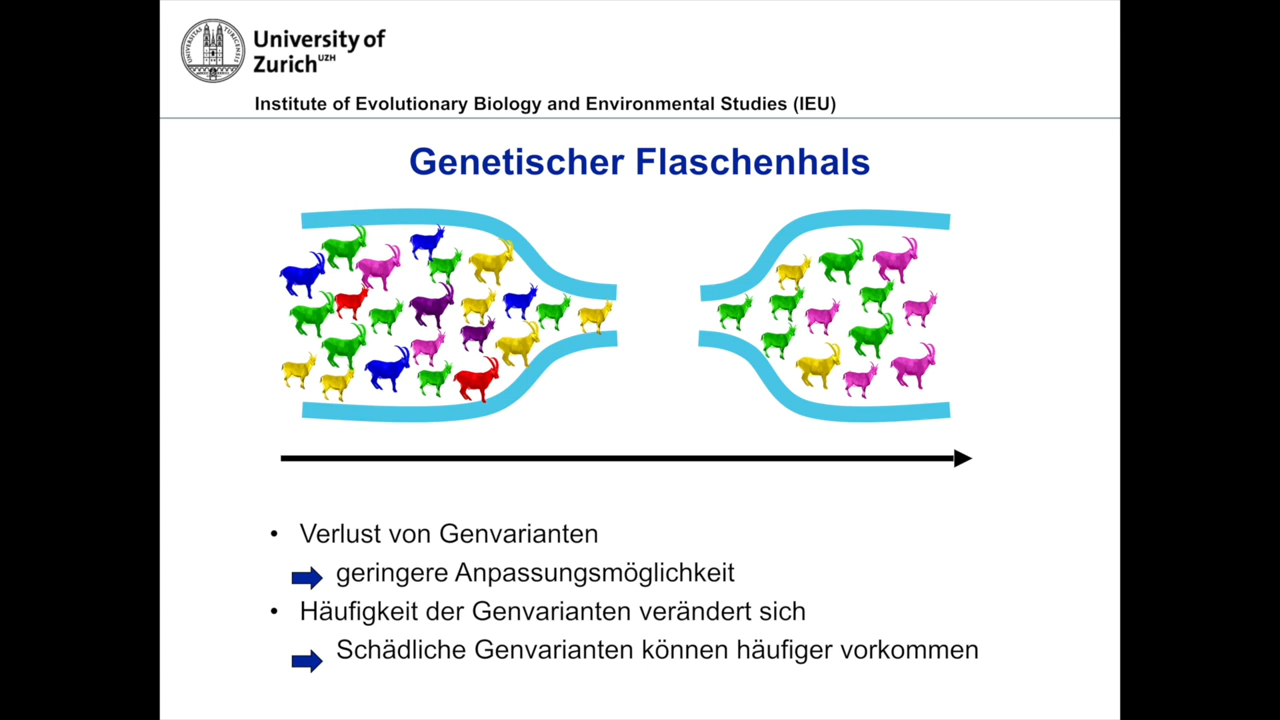 University of
Zurich UZH
Institute of Evolutionary Biology and Environmental Studies (IEU)
Genetischer Flaschenhals
• Verlust von Genvarianten
geringere Anpassungsmöglichkeit
• Häufigkeit der Genvarianten verändert sich
Schädliche Genvarianten können häufiger vorkommen